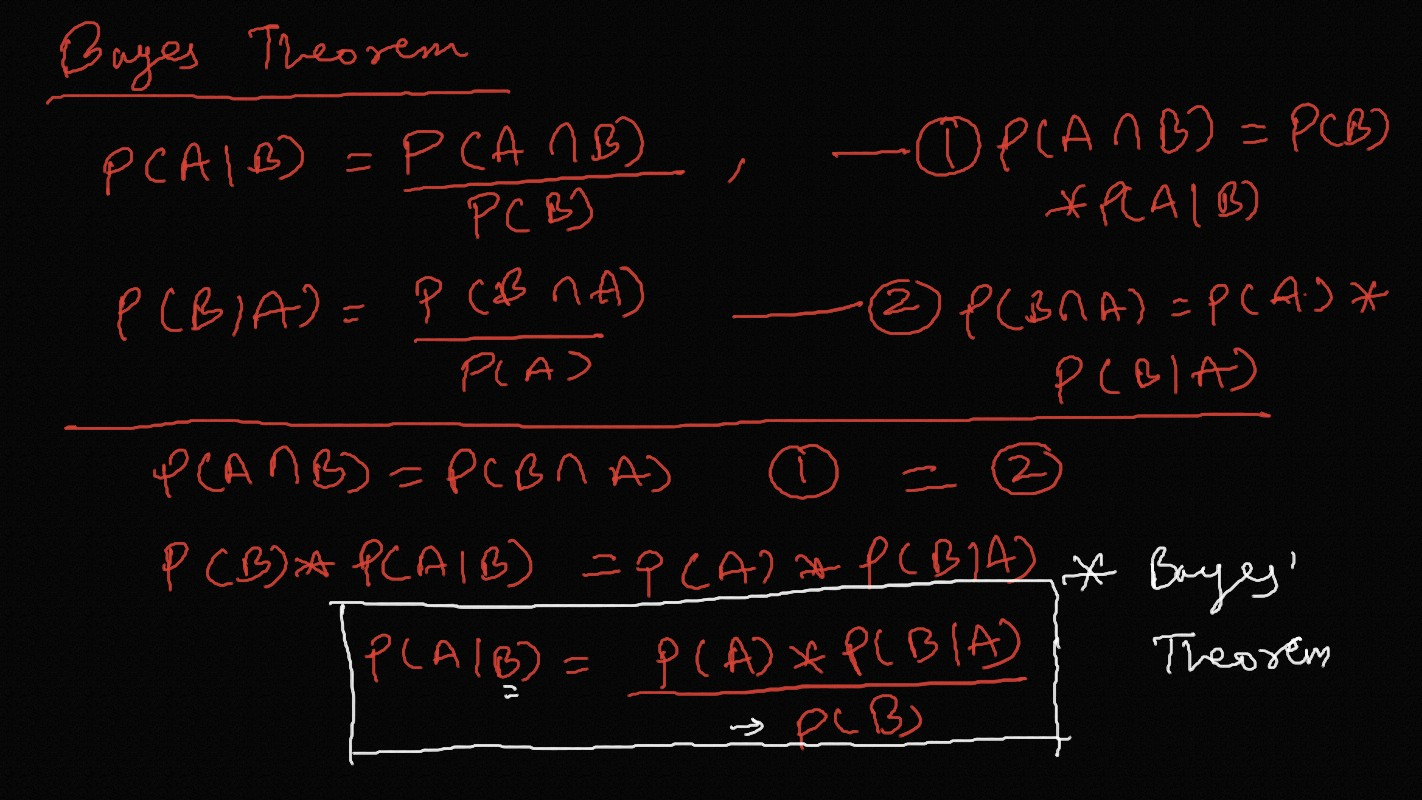 Bayes Theorem
P(A|B) = P(A ∩ B) / P(B) , — ① P(A ∩ B) = P(B)
* P(A|B)
P(B|A) = P(B ∩ A) / P(A) — ② P(B ∩ A) = P(A) *
P(B|A)
P(A ∩ B) = P(B ∩ A) ① = ②
P(B) * P(A|B) = P(A) * P(B|A) * Bayes'
P(A|B) = P(A) * P(B|A) / → P(B) Theorem